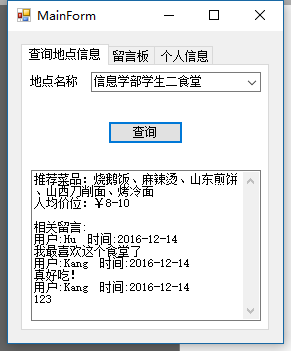 MainForm
查询地点信息 留言板 个人信息
地点名称 信息学部学生二食堂
查询
推荐菜品：烧鹅饭、麻辣烫、山东煎饼
、山西刀削面、烤冷面
人均价位：￥8-10
相关留言：
用户:Hu 时间:2016-12-14
我最喜欢这个食堂了
用户:Kang 时间:2016-12-14
真好吃！
用户:Kang 时间:2016-12-14
123